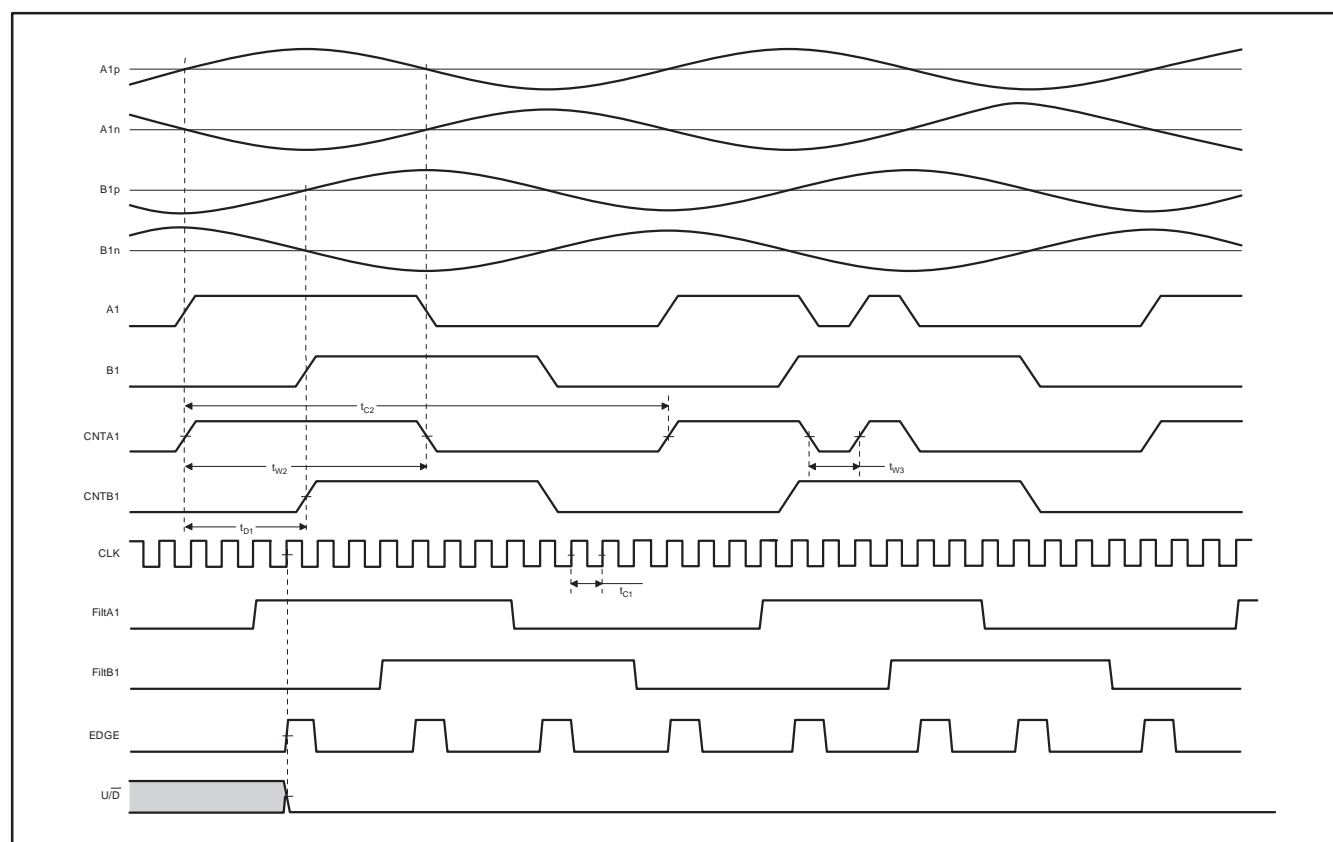 A1p
A1n
B1p
B1n
A1
B1
tC2
CNTA1
tW2
tW3
CNTB1
tD1
CLK
tC1
FiltA1
FiltB1
EDGE
U/D̅